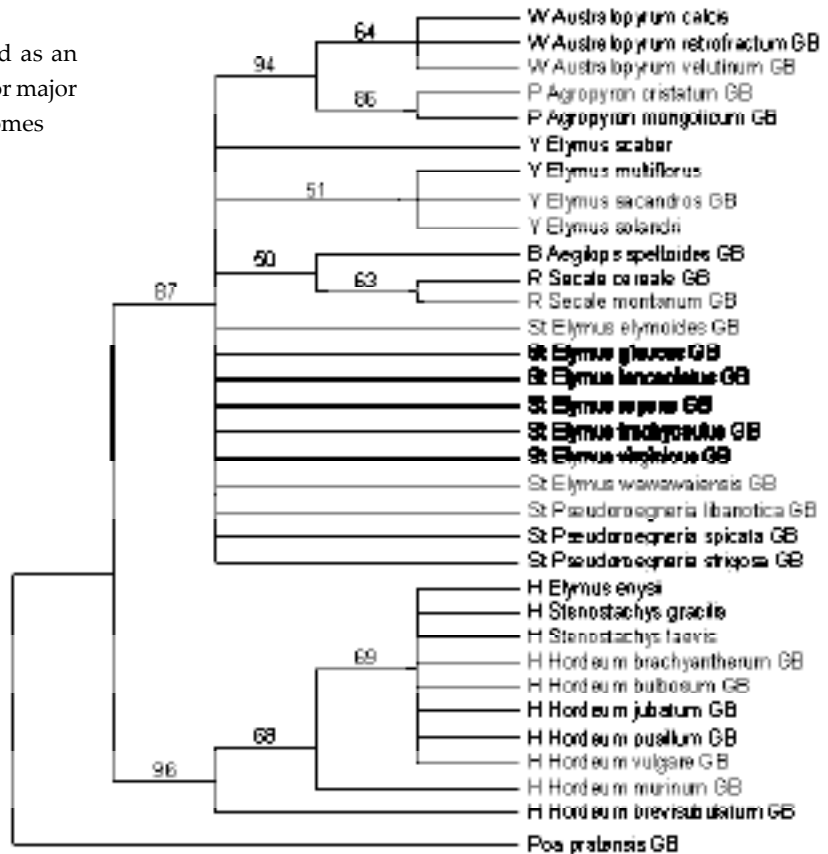 d as an
or major
omes
64
W Australopyrum calcis
W Australopyrum retrofractum GB
W Australopyrum velutinum GB
94
86
P Agropyron cristatum GB
P Agropyron mongolicum GB
Y Elymus scaber
51
Y Elymus multiflorus
Y Elymus sacandros GB
Y Elymus solandri
50
B Aegilops speltoides GB
63
R Secale cereale GB
R Secale montanum GB
87
St Elymus elymoides GB
St Elymus glaucus GB
St Elymus lanceolatus GB
St Elymus repens GB
St Elymus trachycaulus GB
St Elymus virginicus GB
St Elymus wawawaiensis GB
St Pseudoroegneria libanotica GB
St Pseudoroegneria spicata GB
St Pseudoroegneria strigosa GB
H Elymus enysii
H Stenostachys gracilis
H Stenostachys laevis
69
H Hordeum brachyantherum GB
H Hordeum bulbosum GB
H Hordeum jubatum GB
68
H Hordeum pusillum GB
H Hordeum vulgare GB
96
H Hordeum murinum GB
H Hordeum brevisubulatum GB
Poa pratensis GB